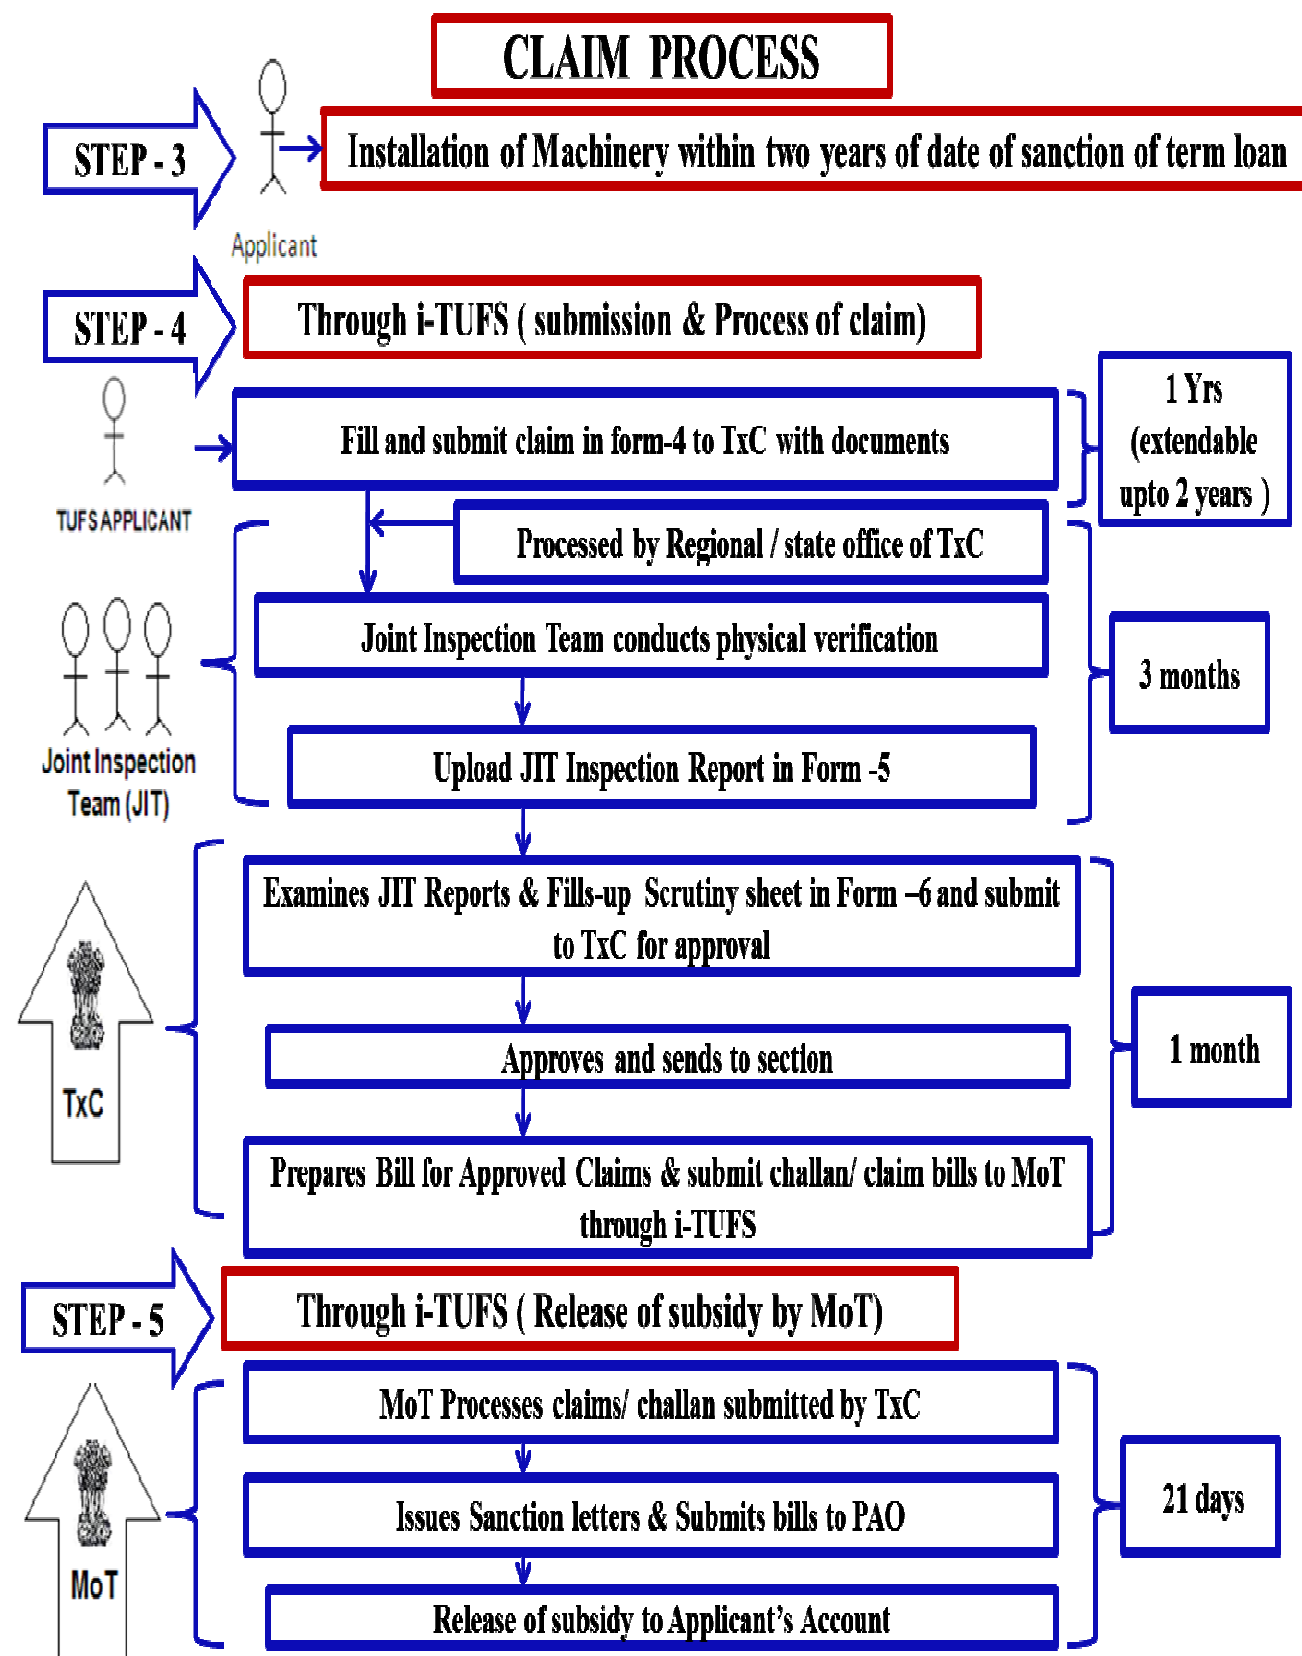 CLAIM PROCESS
STEP - 3
Installation of Machinery within two years of date of sanction of term loan
Applicant
STEP - 4
Through i-TUFS ( submission & Process of claim)
TUFS APPLICANT
Fill and submit claim in form-4 to TxC with documents
1 Yrs
(extendable
upto 2 years )
Processed by Regional / state office of TxC
Joint Inspection Team conducts physical verification
3 months
Joint Inspection
Team (JIT)
Upload JIT Inspection Report in Form -5
Examines JIT Reports & Fills-up Scrutiny sheet in Form –6 and submit
to TxC for approval
TxC
Approves and sends to section
1 month
Prepares Bill for Approved Claims & submit challan/ claim bills to MoT
through i-TUFS
STEP - 5
Through i-TUFS ( Release of subsidy by MoT)
MoT Processes claims/ challan submitted by TxC
Issues Sanction letters & Submits bills to PAO
21 days
MoT
Release of subsidy to Applicant's Account